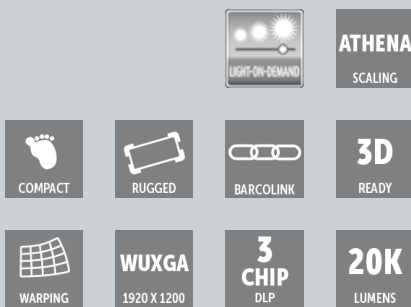 LIGHT-ON-DEMAND
ATHENA
SCALING
COMPACT
RUGGED
BARCOLINK
3D
READY
WARPING
WUXGA
1920 X 1200
3
CHIP
DLP
20K
LUMENS